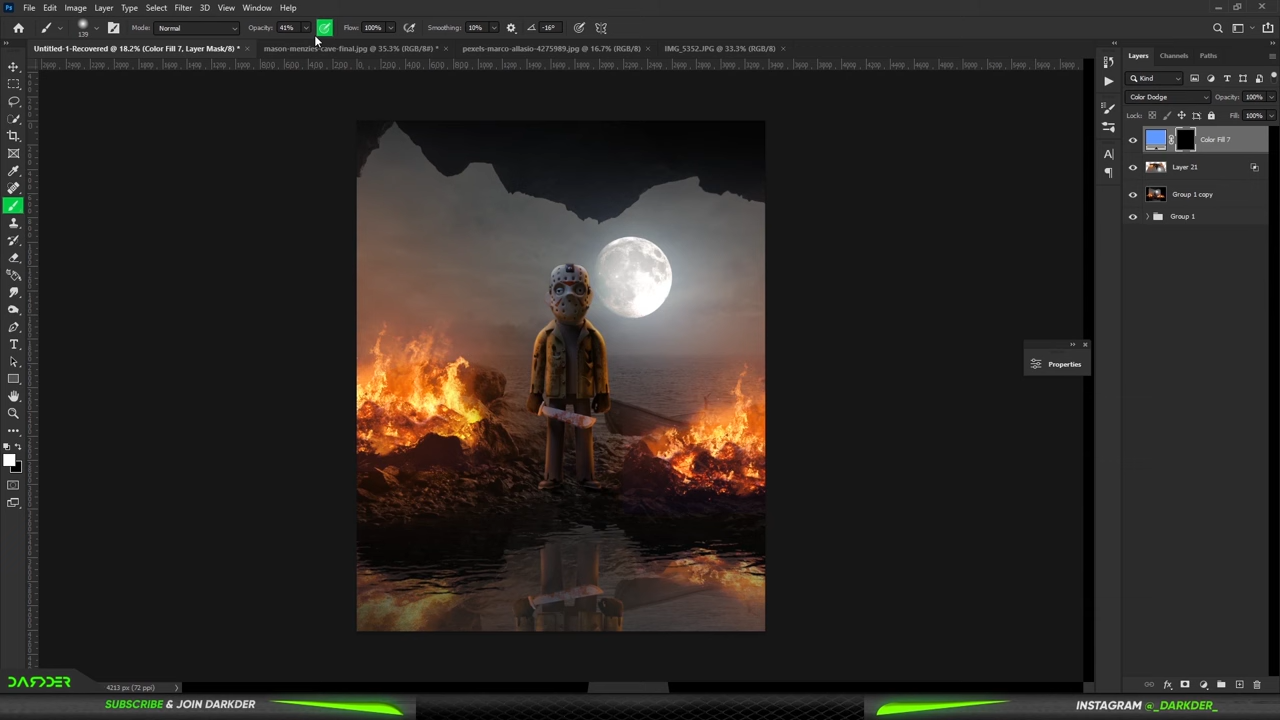 Ps File Edit Image Layer Type Select Filter 3D View Window Help
139 Mode: Normal Opacity: 41% Flow: 100% Smoothing: 10% -16°
Untitled-1-Recovered @ 18.2% (Color Fill 7, Layer Mask/8) * × mason-menzies-cave-final.jpg @ 35.3% (RGB/8#) * × pexels-marco-allasio-4275989.jpg @ 16.7% (RGB/8) × IMG_5352.JPG @ 33.3% (RGB/8) ×
Layers Channels Paths
Kind
Color Dodge Opacity: 100%
Lock: Fill: 100%
Color Fill 7
Layer 21
Group 1 copy
Group 1
Properties
DARDDER
4213 px (72 ppi)
SUBSCRIBE & JOIN DARKDER
INSTAGRAM @_DARKDER_